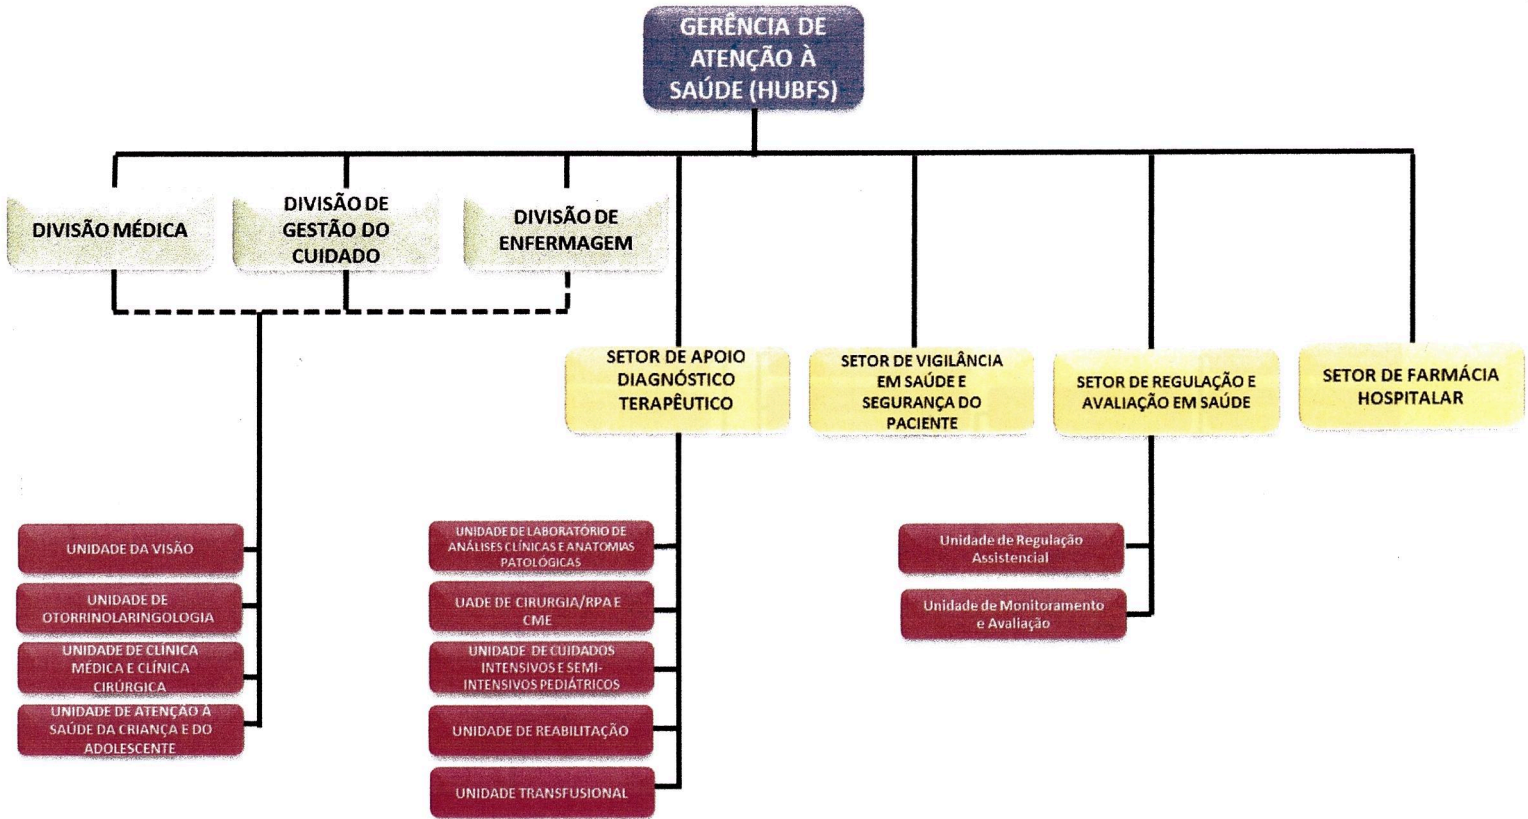 GERÊNCIA DE
ATENÇÃO À
SAÚDE (HUBFS)
DIVISÃO MÉDICA
DIVISÃO DE
GESTÃO DO
CUIDADO
DIVISÃO DE
ENFERMAGEM
SETOR DE APOIO
DIAGNÓSTICO
TERAPÊUTICO
SETOR DE VIGILÂNCIA
EM SAÚDE E
SEGURANÇA DO
PACIENTE
SETOR DE REGULAÇÃO E
AVALIAÇÃO EM SAÚDE
SETOR DE FARMÁCIA
HOSPITALAR
UNIDADE DA VISÃO
UNIDADE DE
OTORRINOLARINGOLOGIA
UNIDADE DE CLÍNICA
MÉDICA E CLÍNICA
CIRÚRGICA
UNIDADE DE ATENÇÃO À
SAÚDE DA CRIANÇA E DO
ADOLESCENTE
UNIDADE DE LABORATÓRIO DE
ANÁLISES CLÍNICAS E ANATOMIAS
PATOLÓGICAS
UADE DE CIRURGIA/RPA E
CME
UNIDADE DE CUIDADOS
INTENSIVOS E SEMI-
INTENSIVOS PEDIÁTRICOS
UNIDADE DE REABILITAÇÃO
UNIDADE TRANSFUSIONAL
Unidade de Regulação
Assistencial
Unidade de Monitoramento
e Avaliação